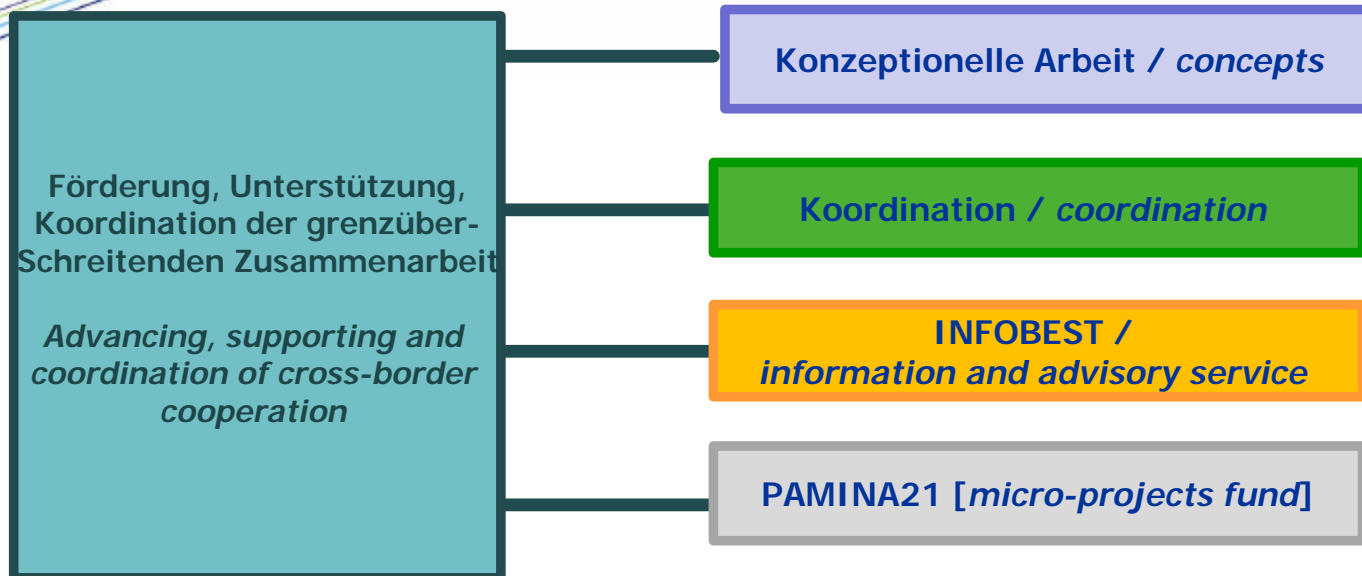 Förderung, Unterstützung,
Koordination der grenzüber-
Schreitenden Zusammenarbeit
Advancing, supporting and
coordination of cross-border
cooperation
Konzeptionelle Arbeit / concepts
Koordination / coordination
INFOBEST /
information and advisory service
PAMINA21 [micro-projects fund]